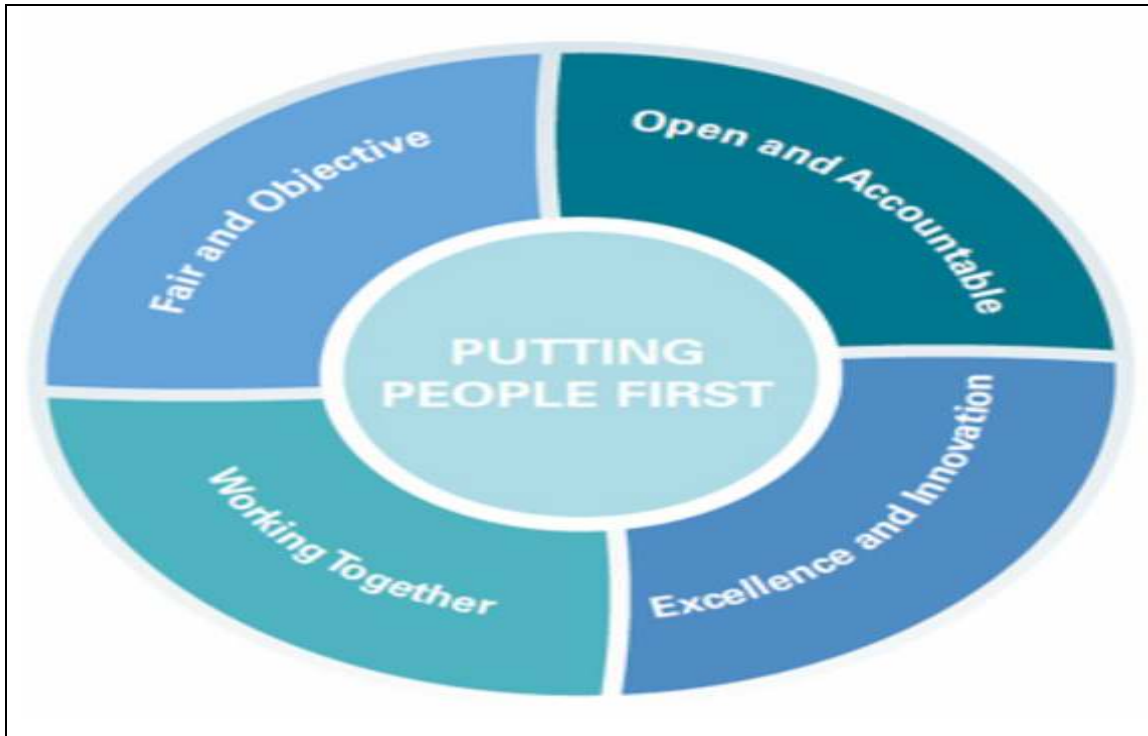 Fair and Objective
Open and Accountable
PUTTING
PEOPLE FIRST
Working Together
Excellence and Innovation